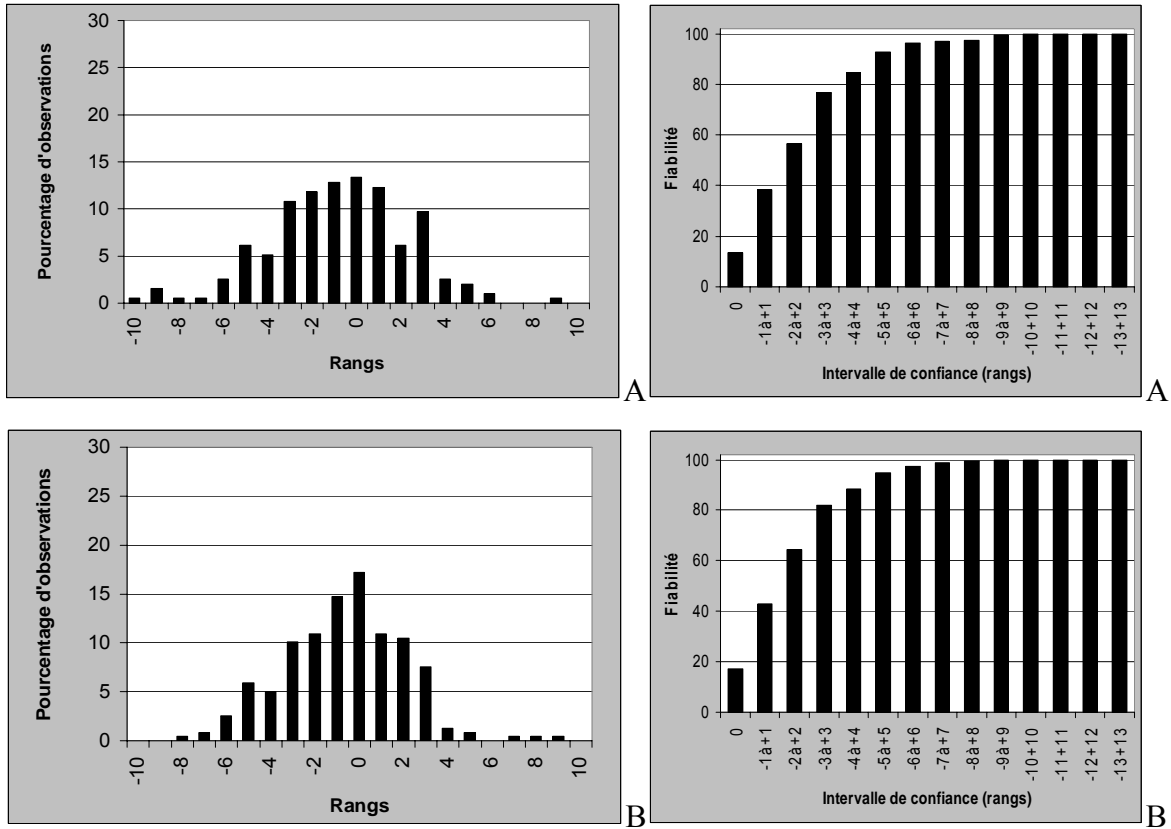 Pourcentage d'observations
30
25
20
15
10
5
0
-10
-8
-6
-4
-2
0
2
4
6
8
10
Rangs
A
Fiabilité
100
80
60
40
20
0
0
-1à+1
-2à+2
-3à+3
-4à+4
-5à+5
-6à+6
-7à+7
-8à+8
-9à+9
-10+10
-11+11
-12+12
-13+13
Intervalle de confiance (rangs)
A
Pourcentage d'observations
30
25
20
15
10
5
0
-10
-8
-6
-4
-2
0
2
4
6
8
10
Rangs
B
Fiabilité
100
80
60
40
20
0
0
-1à+1
-2à+2
-3à+3
-4à+4
-5à+5
-6à+6
-7à+7
-8à+8
-9à+9
-10+10
-11+11
-12+12
-13+13
Intervalle de confiance (rangs)
B